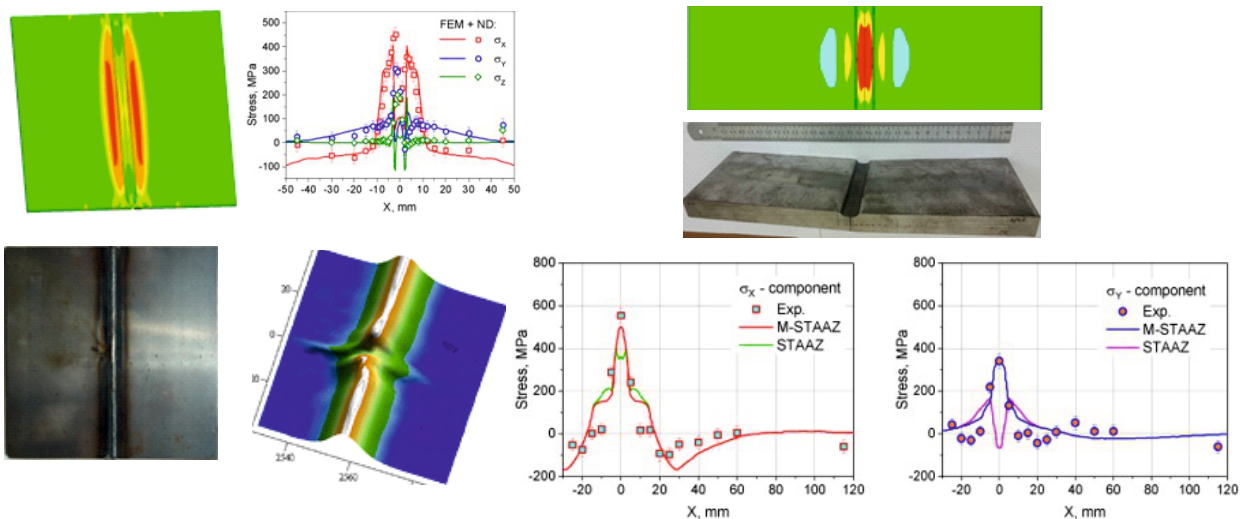 500
400
300
200
100
0
-100
Stress, MPa
FEM + ND:
σX
σY
σZ
-50 -40 -30 -20 -10 0 10 20 30 40 50
X, mm
20
0
2540
2560
800
600
400
200
0
-200
Stress, MPa
σX - component
Exp.
M-STAAZ
STAAZ
-20 0 20 40 60 80 100 120
X, mm
800
600
400
200
0
-200
Stress, MPa
σY - component
Exp.
M-STAAZ
STAAZ
-20 0 20 40 60 80 100 120
X, mm